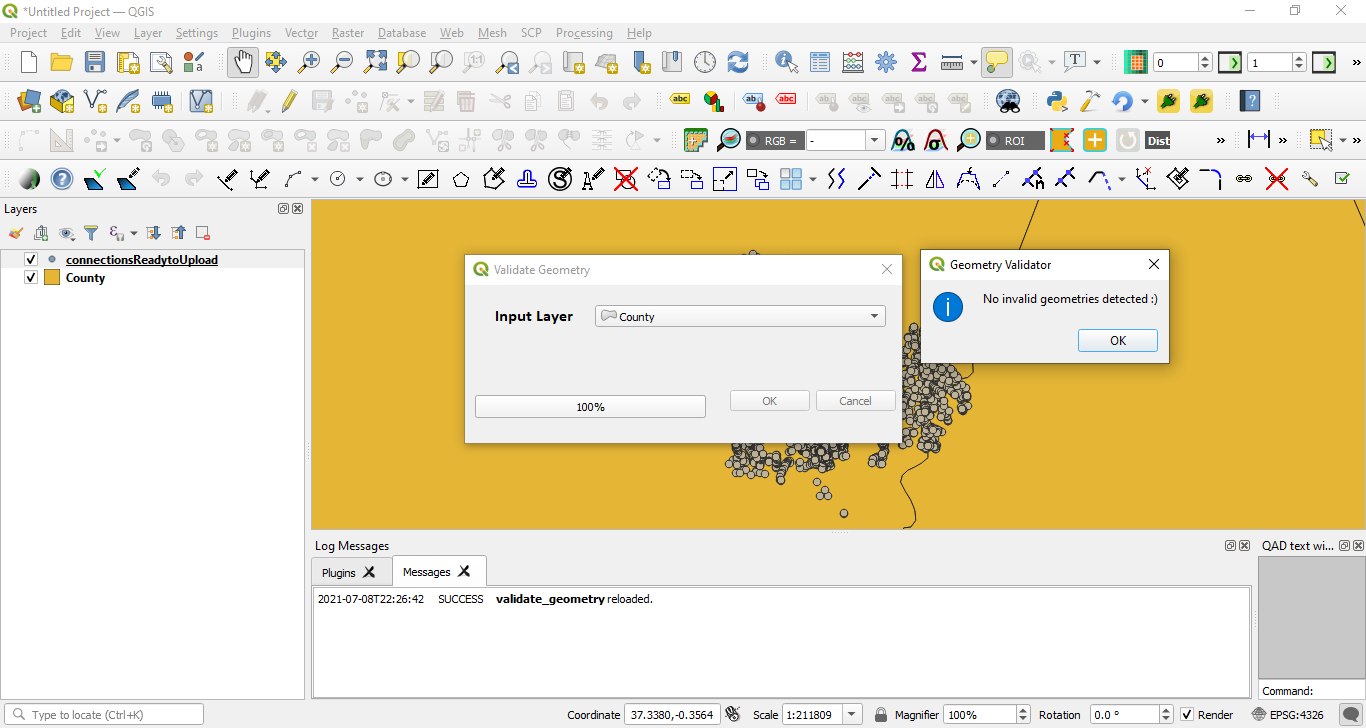 *Untitled Project — QGIS
Project Edit View Layer Settings Plugins Vector Raster Database Web Mesh SCP Processing Help
0 1 »
abc ab abc
RGB = - ROI Dist » » »
Layers
connectionsReadytoUpload
County
Validate Geometry
Input Layer County
100% OK Cancel
Geometry Validator
No invalid geometries detected :)
OK
Log Messages
Plugins Messages
2021-07-08T22:26:42 SUCCESS validate_geometry reloaded.
QAD text wi...
Command:
Type to locate (Ctrl+K) Coordinate 37.3380,-0.3564 Scale 1:211809 Magnifier 100% Rotation 0.0 ° Render EPSG:4326